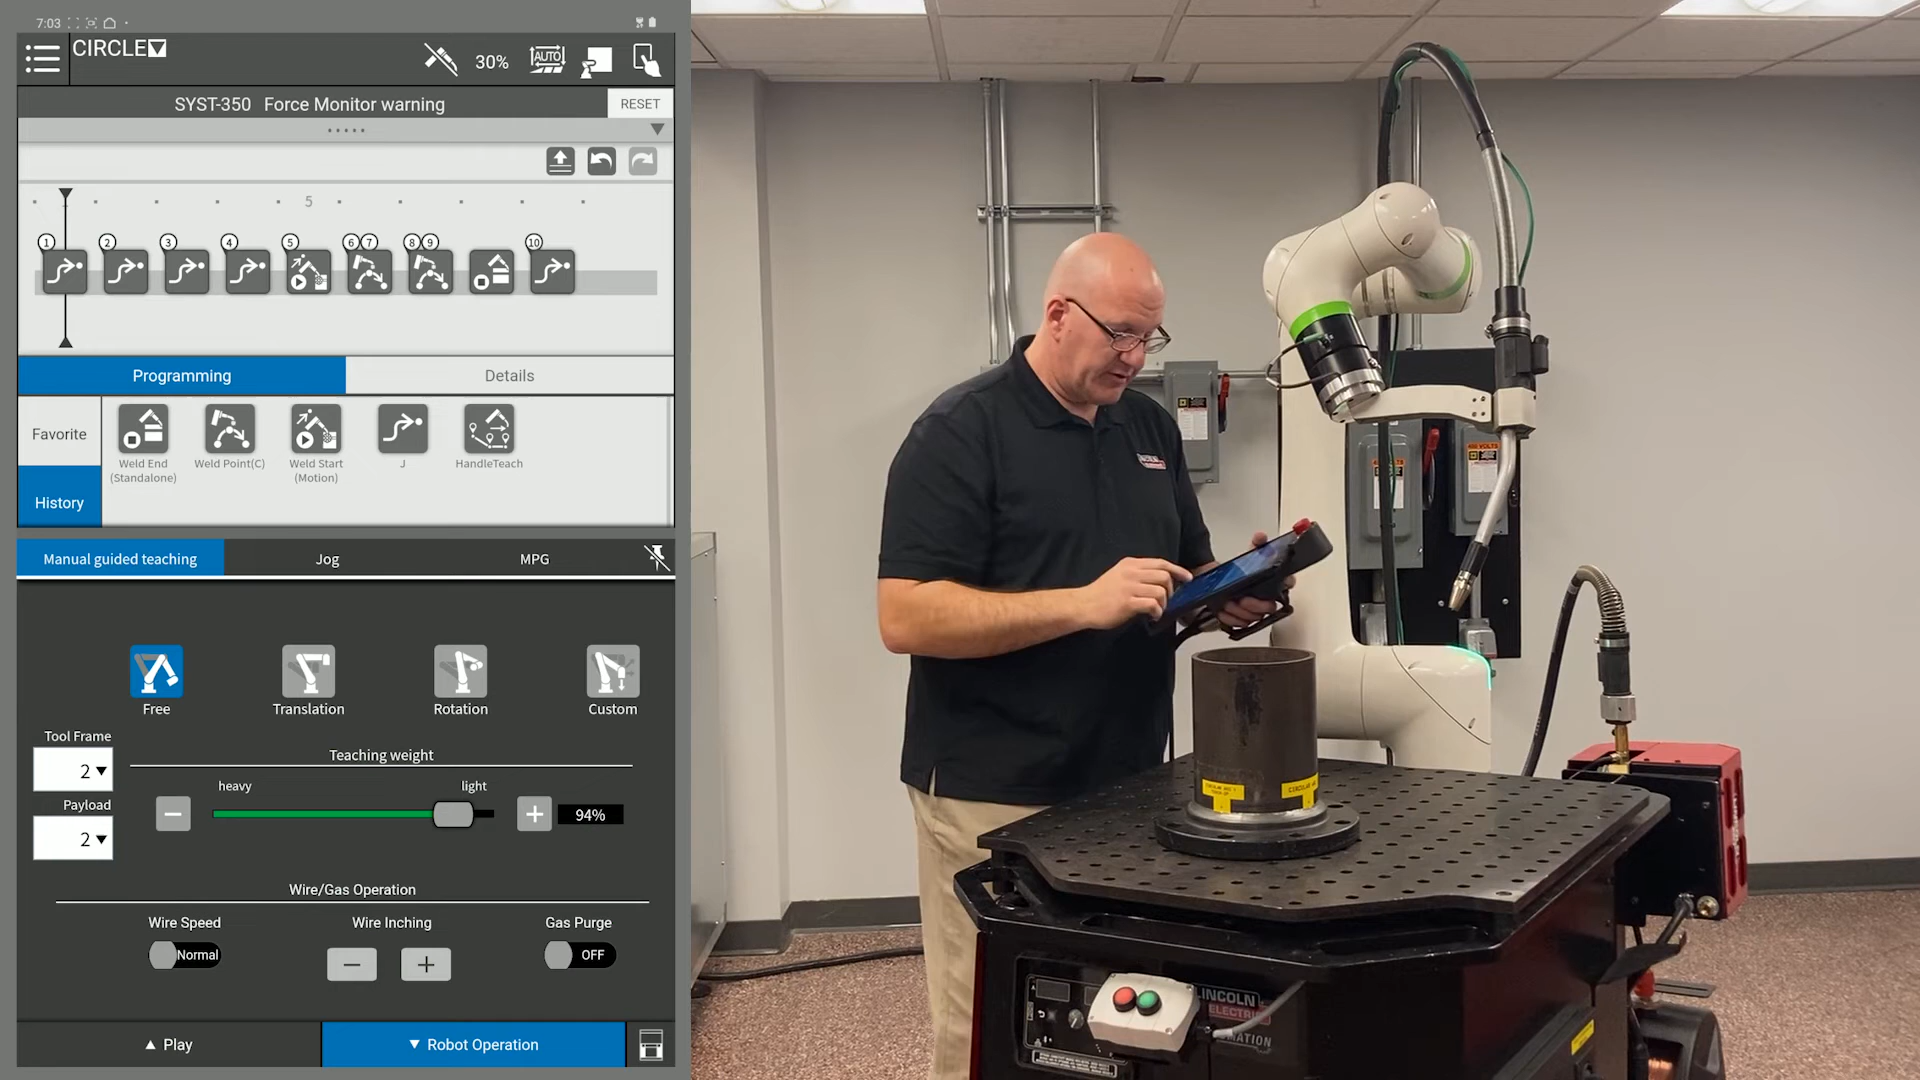 7:03
CIRCLE
30%
AUTO
SYST-350 Force Monitor warning
RESET
5
1
2
3
4
5
6 7
8 9
10
Programming
Details
Favorite
History
Weld End
(Standalone)
Weld Point(C)
Weld Start
(Motion)
J
HandleTeach
Manual guided teaching
Jog
MPG
Free
Translation
Rotation
Custom
Tool Frame
2
Payload
2
Teaching weight
heavy
light
94%
Wire/Gas Operation
Wire Speed
Normal
Wire Inching
Gas Purge
OFF
Play
Robot Operation
LINCOLN
ELECTRIC